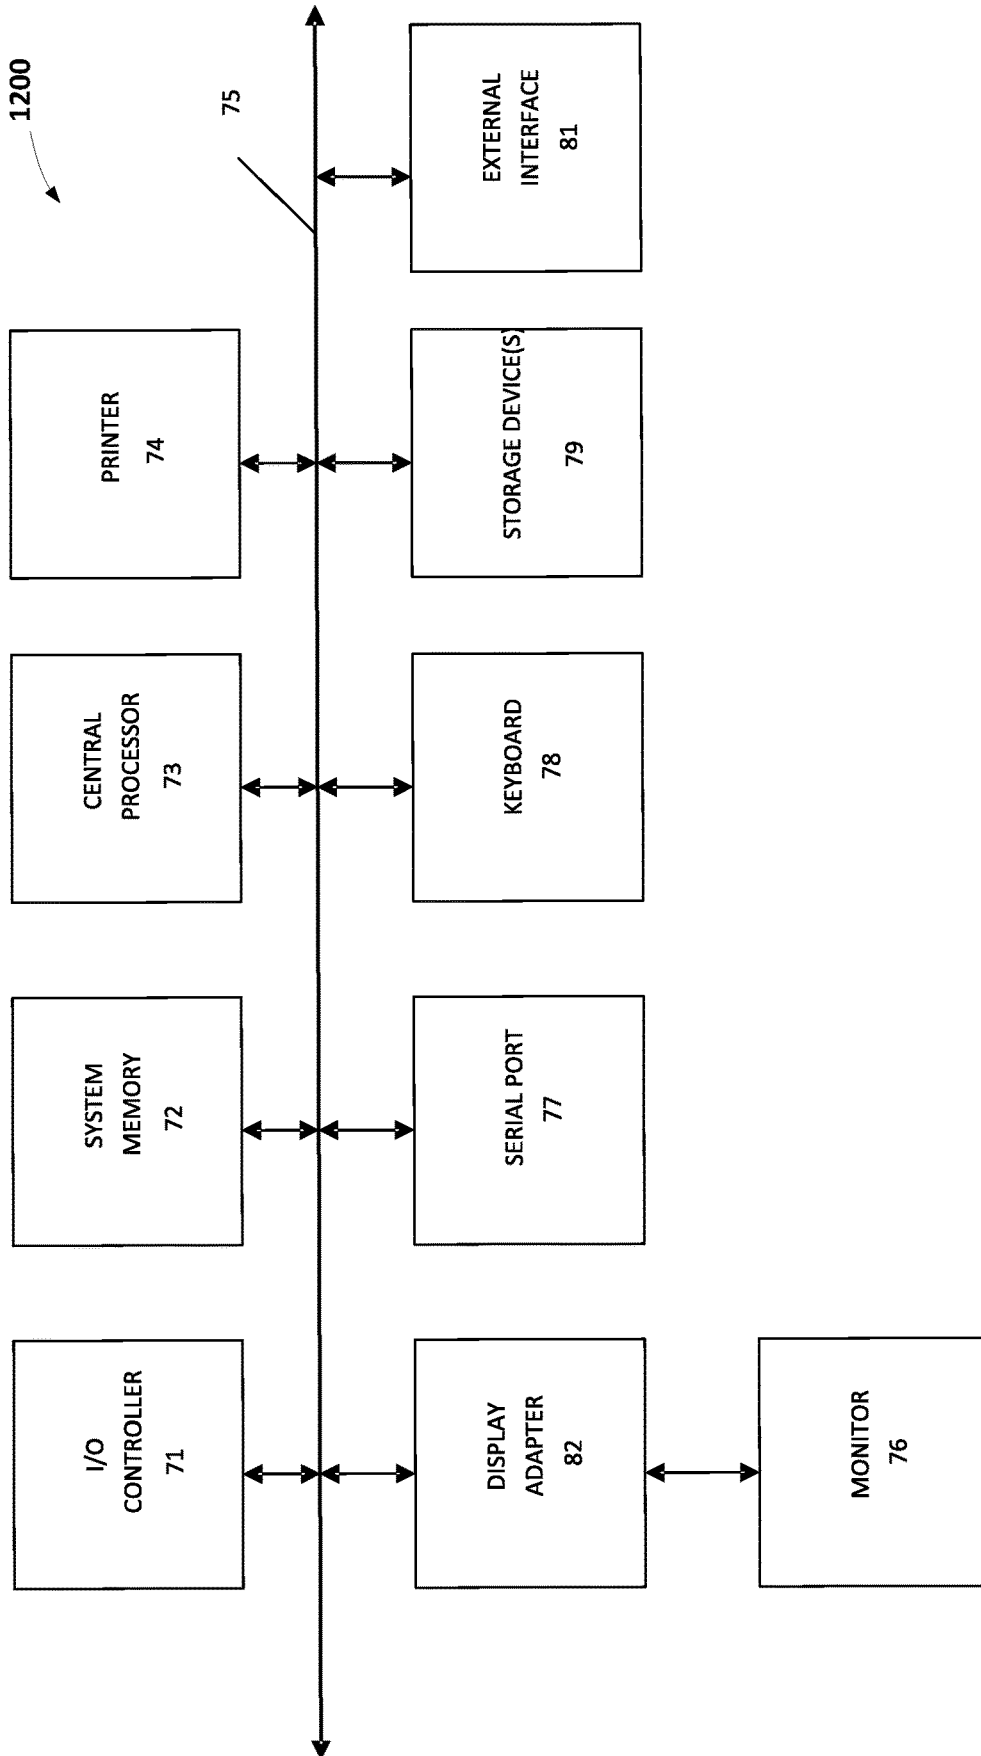 1200
I/O
CONTROLLER
71
SYSTEM
MEMORY
72
CENTRAL
PROCESSOR
73
PRINTER
74
75
DISPLAY
ADAPTER
82
SERIAL PORT
77
KEYBOARD
78
STORAGE DEVICE(S)
79
EXTERNAL
INTERFACE
81
MONITOR
76